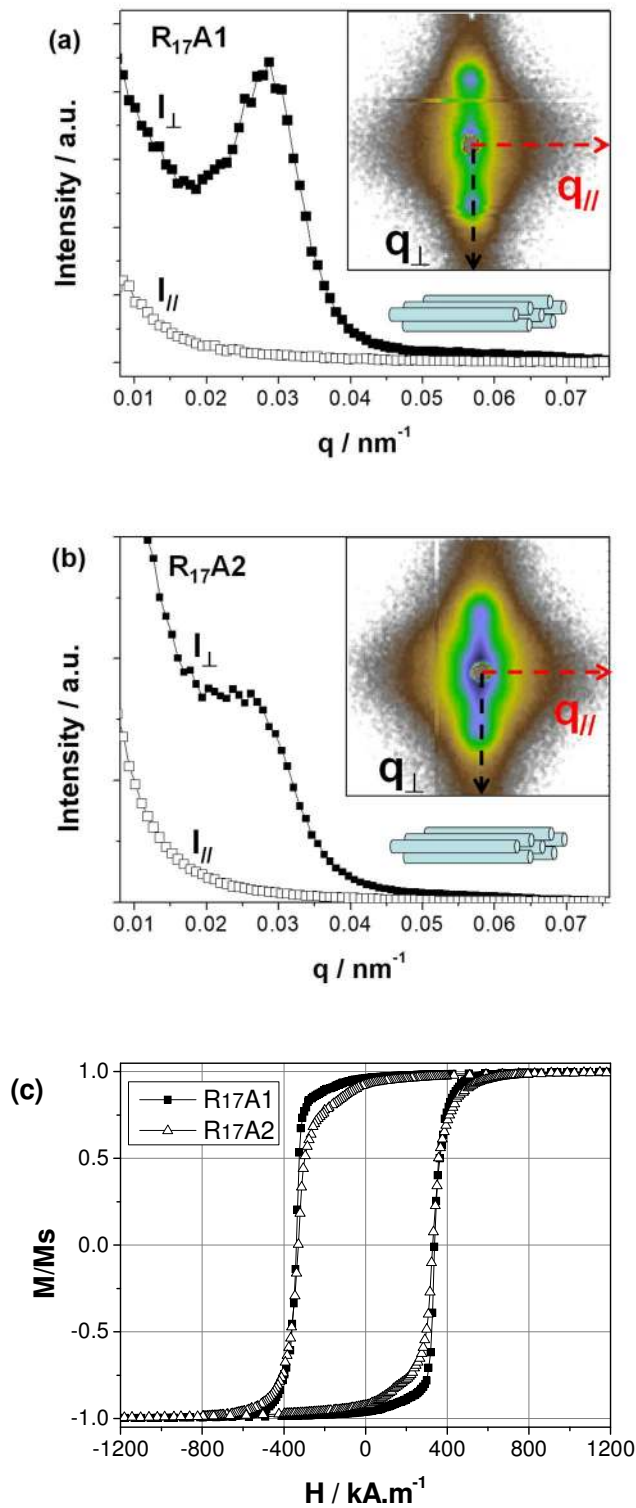 (a)
R₁₇A1
I⊥
I//
q//
q⊥
Intensity / a.u.
0.01 0.02 0.03 0.04 0.05 0.06 0.07
q / nm⁻¹
(b)
R₁₇A2
I⊥
I//
q//
q⊥
Intensity / a.u.
0.01 0.02 0.03 0.04 0.05 0.06 0.07
q / nm⁻¹
(c)
R17A1
R17A2
M/Ms
1.0
0.5
0.0
-0.5
-1.0
-1200 -800 -400 0 400 800 1200
H / kA.m⁻¹